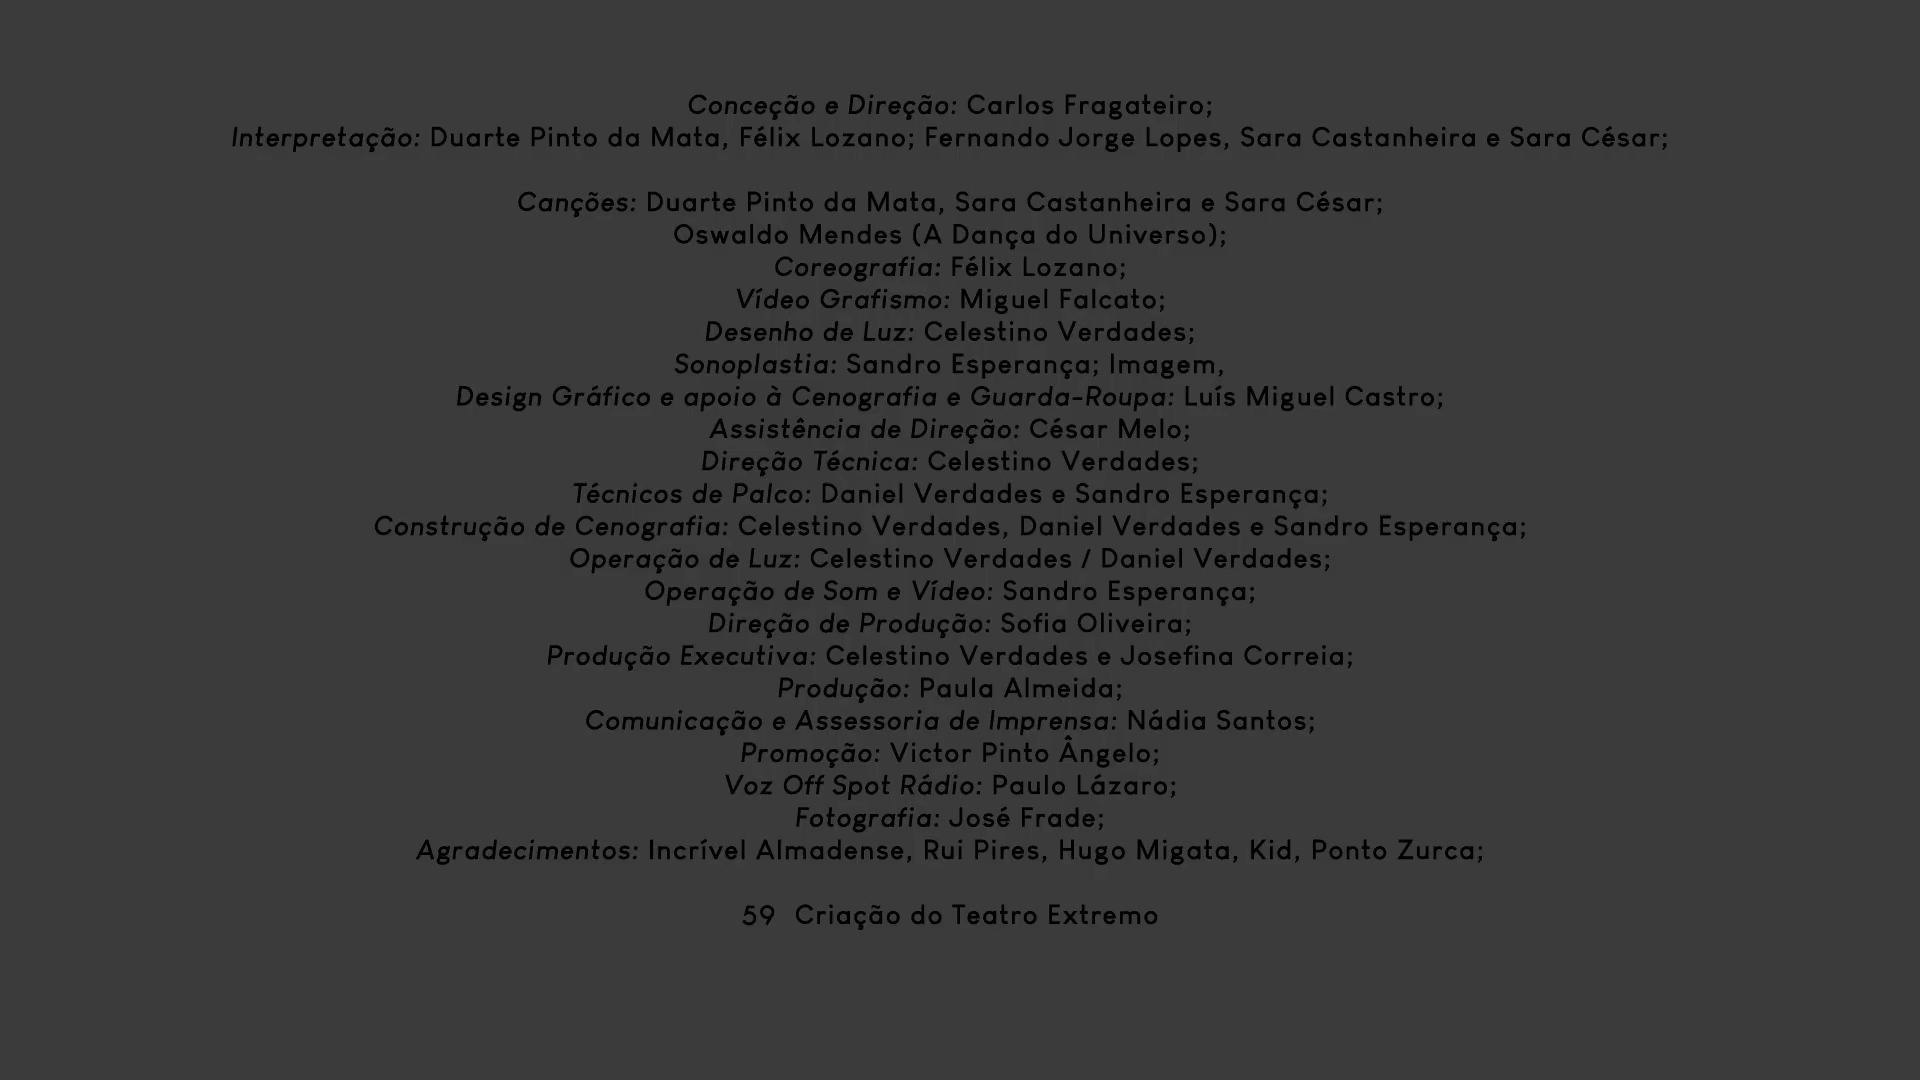 Conceção e Direção: Carlos Fragateiro;
Interpretação: Duarte Pinto da Mata, Félix Lozano; Fernando Jorge Lopes, Sara Castanheira e Sara César;
Canções: Duarte Pinto da Mata, Sara Castanheira e Sara César;
Oswaldo Mendes (A Dança do Universo);
Coreografia: Félix Lozano;
Vídeo Grafismo: Miguel Falcato;
Desenho de Luz: Celestino Verdades;
Sonoplastia: Sandro Esperança; Imagem,
Design Gráfico e apoio à Cenografia e Guarda-Roupa: Luís Miguel Castro;
Assistência de Direção: César Melo;
Direção Técnica: Celestino Verdades;
Técnicos de Palco: Daniel Verdades e Sandro Esperança;
Construção de Cenografia: Celestino Verdades, Daniel Verdades e Sandro Esperança;
Operação de Luz: Celestino Verdades / Daniel Verdades;
Operação de Som e Vídeo: Sandro Esperança;
Direção de Produção: Sofia Oliveira;
Produção Executiva: Celestino Verdades e Josefina Correia;
Produção: Paula Almeida;
Comunicação e Assessoria de Imprensa: Nádia Santos;
Promoção: Victor Pinto Ângelo;
Voz Off Spot Rádio: Paulo Lázaro;
Fotografia: José Frade;
Agradecimentos: Incrível Almadense, Rui Pires, Hugo Migata, Kid, Ponto Zurca;
59 Criação do Teatro Extremo